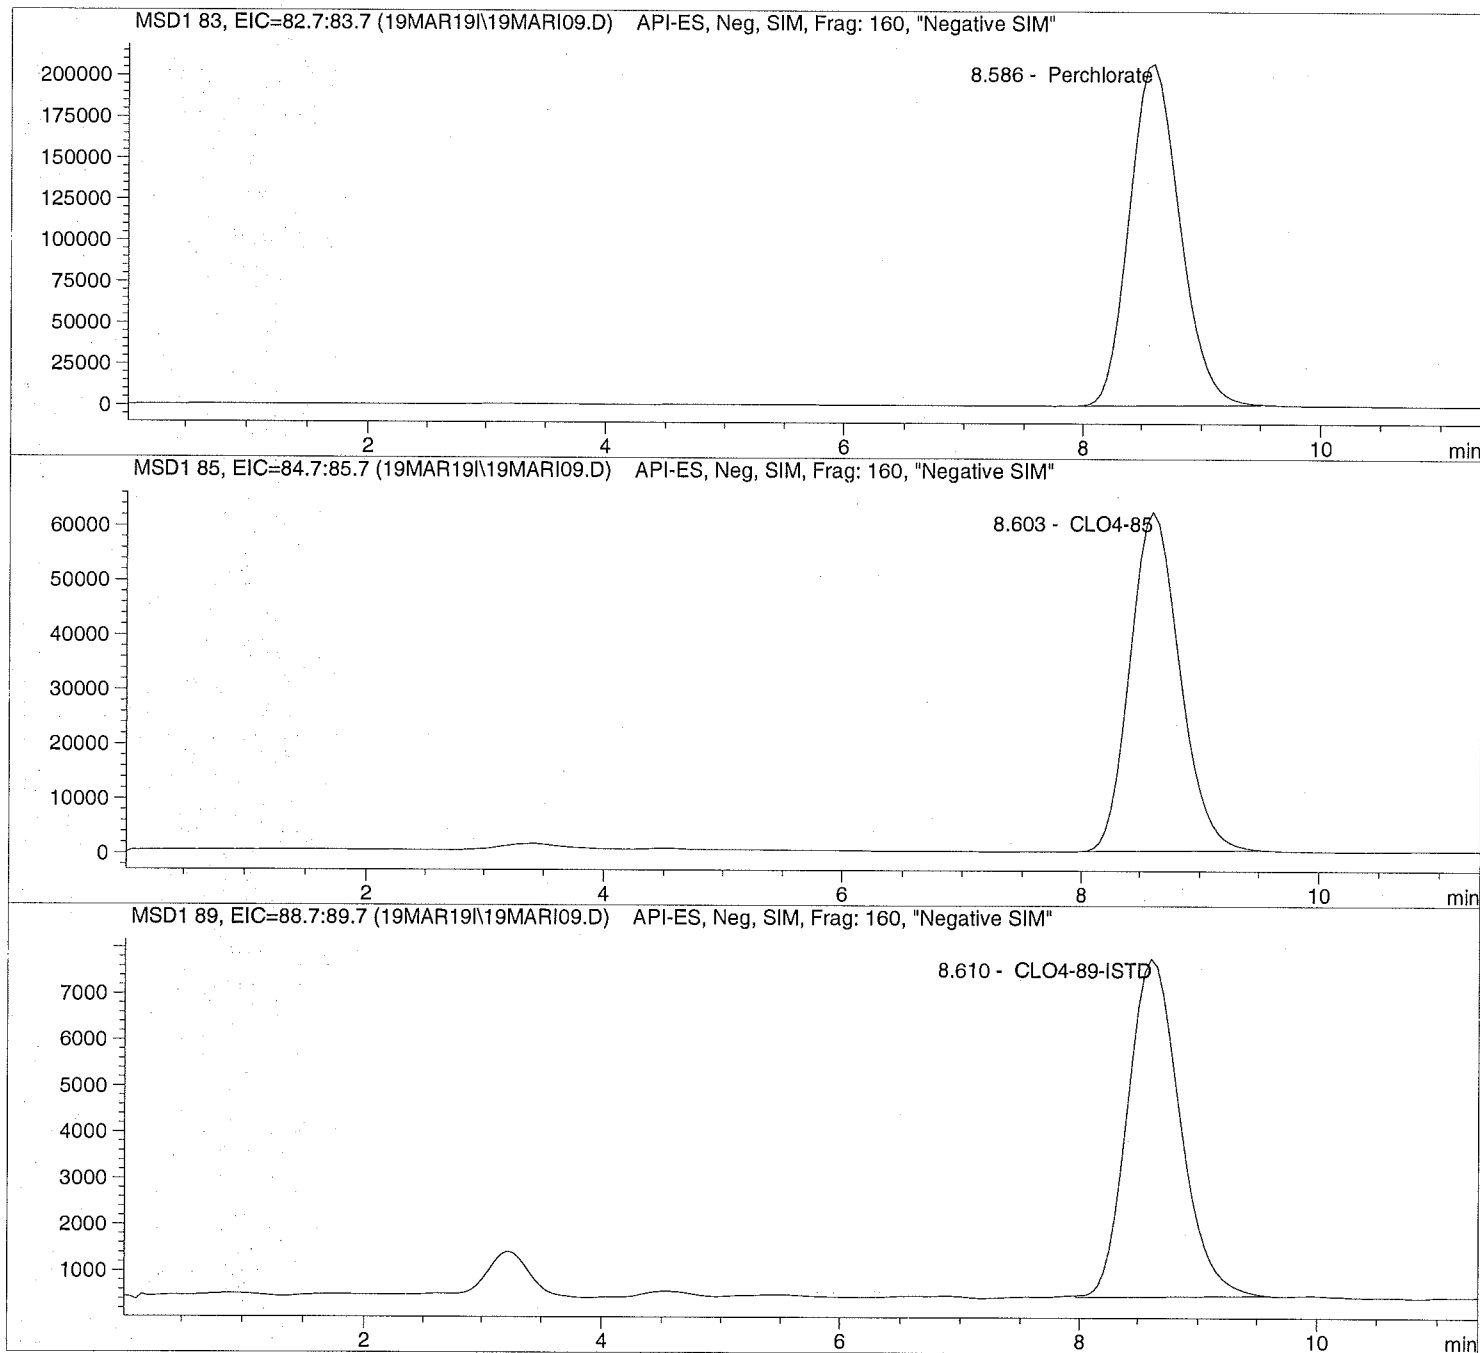 MSD1 83, EIC=82.7:83.7 (19MAR19I\19MARI09.D) API-ES, Neg, SIM, Frag: 160, "Negative SIM"
8.586 - Perchlorate
200000
175000
150000
125000
100000
75000
50000
25000
0
2 4 6 8 10 min
MSD1 85, EIC=84.7:85.7 (19MAR19I\19MARI09.D) API-ES, Neg, SIM, Frag: 160, "Negative SIM"
8.603 - CLO4-85
60000
50000
40000
30000
20000
10000
0
2 4 6 8 10 min
MSD1 89, EIC=88.7:89.7 (19MAR19I\19MARI09.D) API-ES, Neg, SIM, Frag: 160, "Negative SIM"
8.610 - CLO4-89-ISTD
7000
6000
5000
4000
3000
2000
1000
2 4 6 8 10 min